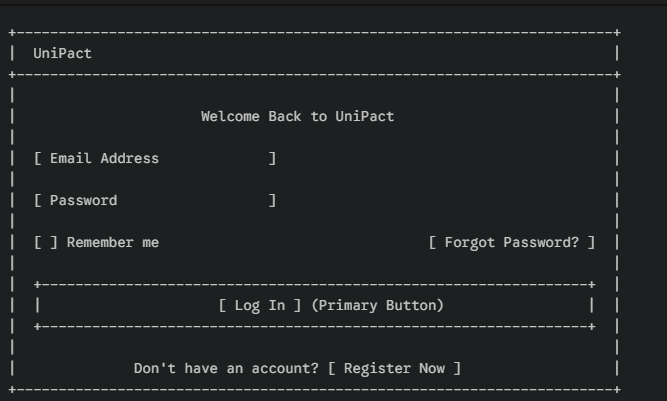 UniPact
Welcome Back to UniPact
[ Email Address ]
[ Password ]
[ ] Remember me [ Forgot Password? ]
[ Log In ] (Primary Button)
Don't have an account? [ Register Now ]